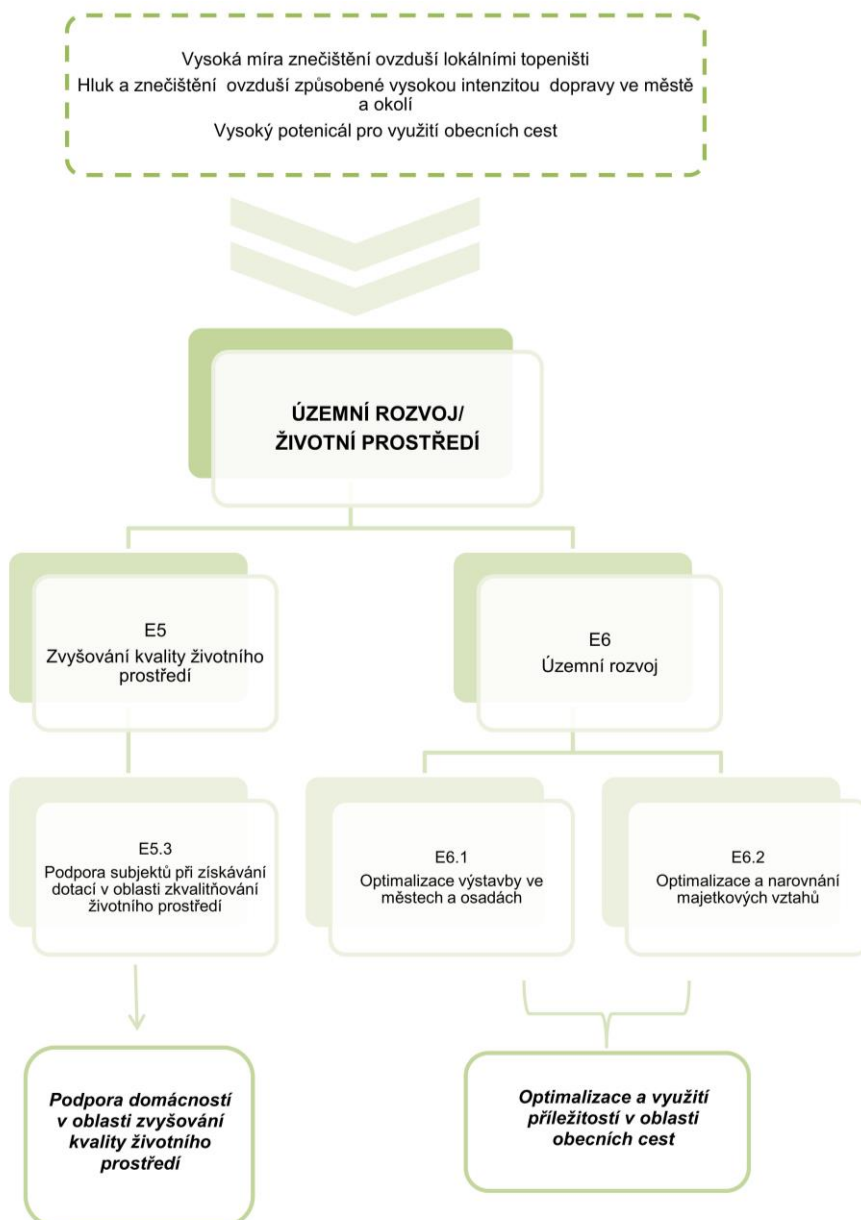 Vysoká míra znečištění ovzduší lokálními topeništi
Hluk a znečištění ovzduší způsobené vysokou intenzitou dopravy ve městě
a okolí
Vysoký potenicál pro využití obecních cest
ÚZEMNÍ ROZVOJ/
ŽIVOTNÍ PROSTŘEDÍ
E5
Zvyšování kvality životního
prostředí
E6
Územní rozvoj
E5.3
Podpora subjektů při získávání
dotací v oblasti zkvalitňování
životního prostředí
E6.1
Optimalizace výstavby ve
městech a osadách
E6.2
Optimalizace a narovnání
majetkových vztahů
Podpora domácností
v oblasti zvyšování
kvality životního
prostředí
Optimalizace a využití
příležitostí v oblasti
obecních cest